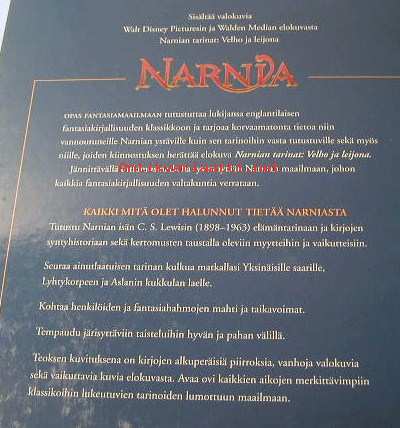 Sisältää valokuvia
Walt Disney Picturesin ja Walden Median elokuvasta
Narnian tarinat: Velho ja leijona
NARNIA
OPAS FANTASIAMAAILMAAN tutustuttaa lukijansa englantilaisen
fantasiakirjallisuuden klassikkoon ja tarjoaa korvaamatonta tietoa niin
vannoutuneille Narnian ystäville kuin sen tarinoihin vasta tutustuville sekä myös
niille, joiden kiinnostuksen herättää elokuva Narnian tarinat: Velho ja leijona.
Jännittävällä Narnian maailmaan, johon
kaikkia fantasiakirjallisuuden valtakuntia verrataan.
KAIKKI MITÄ OLET HALUNNUT TIETÄÄ NARNIASTA
Tutustu Narnian isän C. S. Lewisin (1898–1963) elämäntarinaan ja kirjojen
syntyhistoriaan sekä kertomusten taustalla oleviin myytteihin ja vaikutteisiin.
Seuraa ainutlaatuisen tarinan kulkua matkallasi Yksinäisille saarille,
Lyhtykorpeen ja Aslanin kukkulan laelle.
Kohtaa henkilöiden ja fantasiahahmojen mahti ja taikavoimat.
Tempaudu järisyttäviin taisteluihin hyvän ja pahan välillä.
Teoksen kuvituksena on kirjojen alkuperäisiä piirroksia, vanhoja valokuvia
sekä vaikuttavia kuvia elokuvasta. Avaa ovi kaikkien aikojen merkittävimpiin
klassikoihin lukeutuvien tarinoiden lumottuun maailmaan.